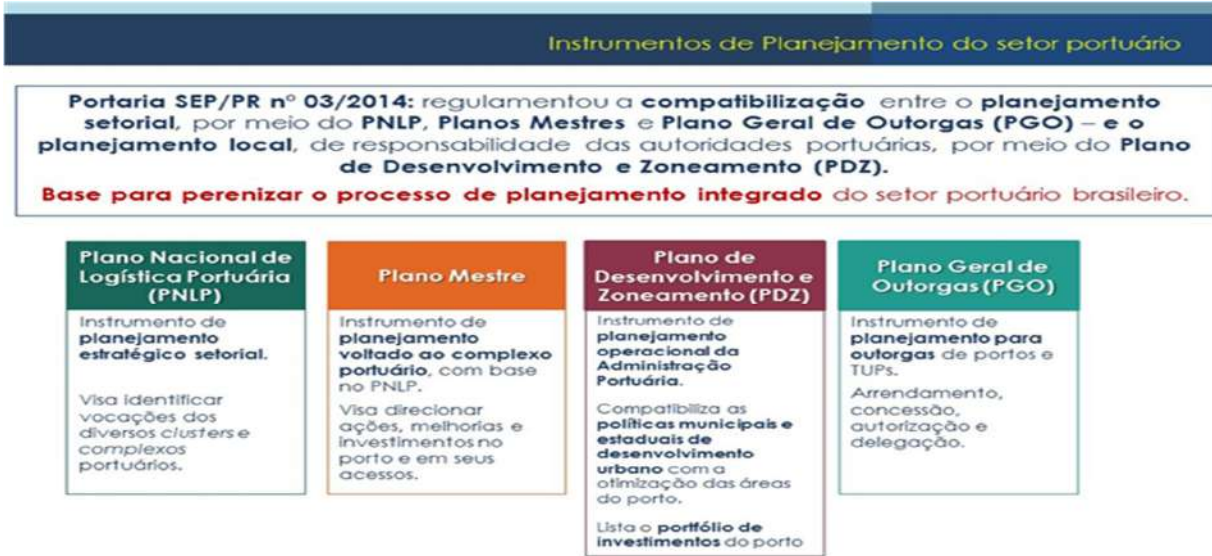 Instrumentos de Planejamento do setor portuário
Portaria SEP/PR nº 03/2014: regulamentou a compatibilização entre o planejamento
setorial, por meio do PNLP, Planos Mestres e Plano Geral de Outorgas (PGO) – e o
planejamento local, de responsabilidade das autoridades portuárias, por meio do Plano
de Desenvolvimento e Zoneamento (PDZ).
Base para perenizar o processo de planejamento integrado do setor portuário brasileiro.
Plano Nacional de
Logística Portuária
(PNLP)
Instrumento de
planejamento
estratégico setorial.
Visa identificar
vocações dos
diversos clusters e
complexos
portuários.
Plano Mestre
Instrumento de
planejamento
voltado ao complexo
portuário, com base
no PNLP.
Visa direcionar
ações, melhorias e
investimentos no
porto e em seus
acessos.
Plano de
Desenvolvimento e
Zoneamento (PDZ)
Instrumento de
planejamento
operacional da
Administração
Portuária.
Compatibiliza as
políticas municipais e
estaduais de
desenvolvimento
urbano com a
otimização das áreas
do porto.
Lista o portfólio de
investimentos do porto
Plano Geral de
Outorgas (PGO)
Instrumento de
planejamento para
outorgas de portos e
TUPs.
Arrendamento,
concessão,
autorização e
delegação.